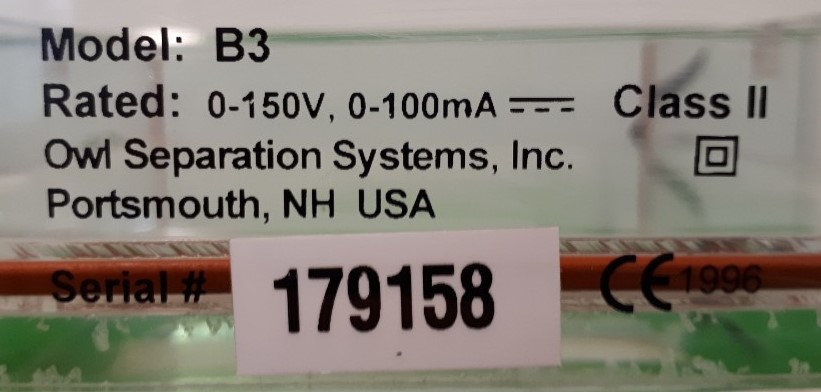 Model: B3
Rated: 0-150V, 0-100mA ⎓ Class II
Owl Separation Systems, Inc.
Portsmouth, NH USA
Serial # 179158 CE 1996